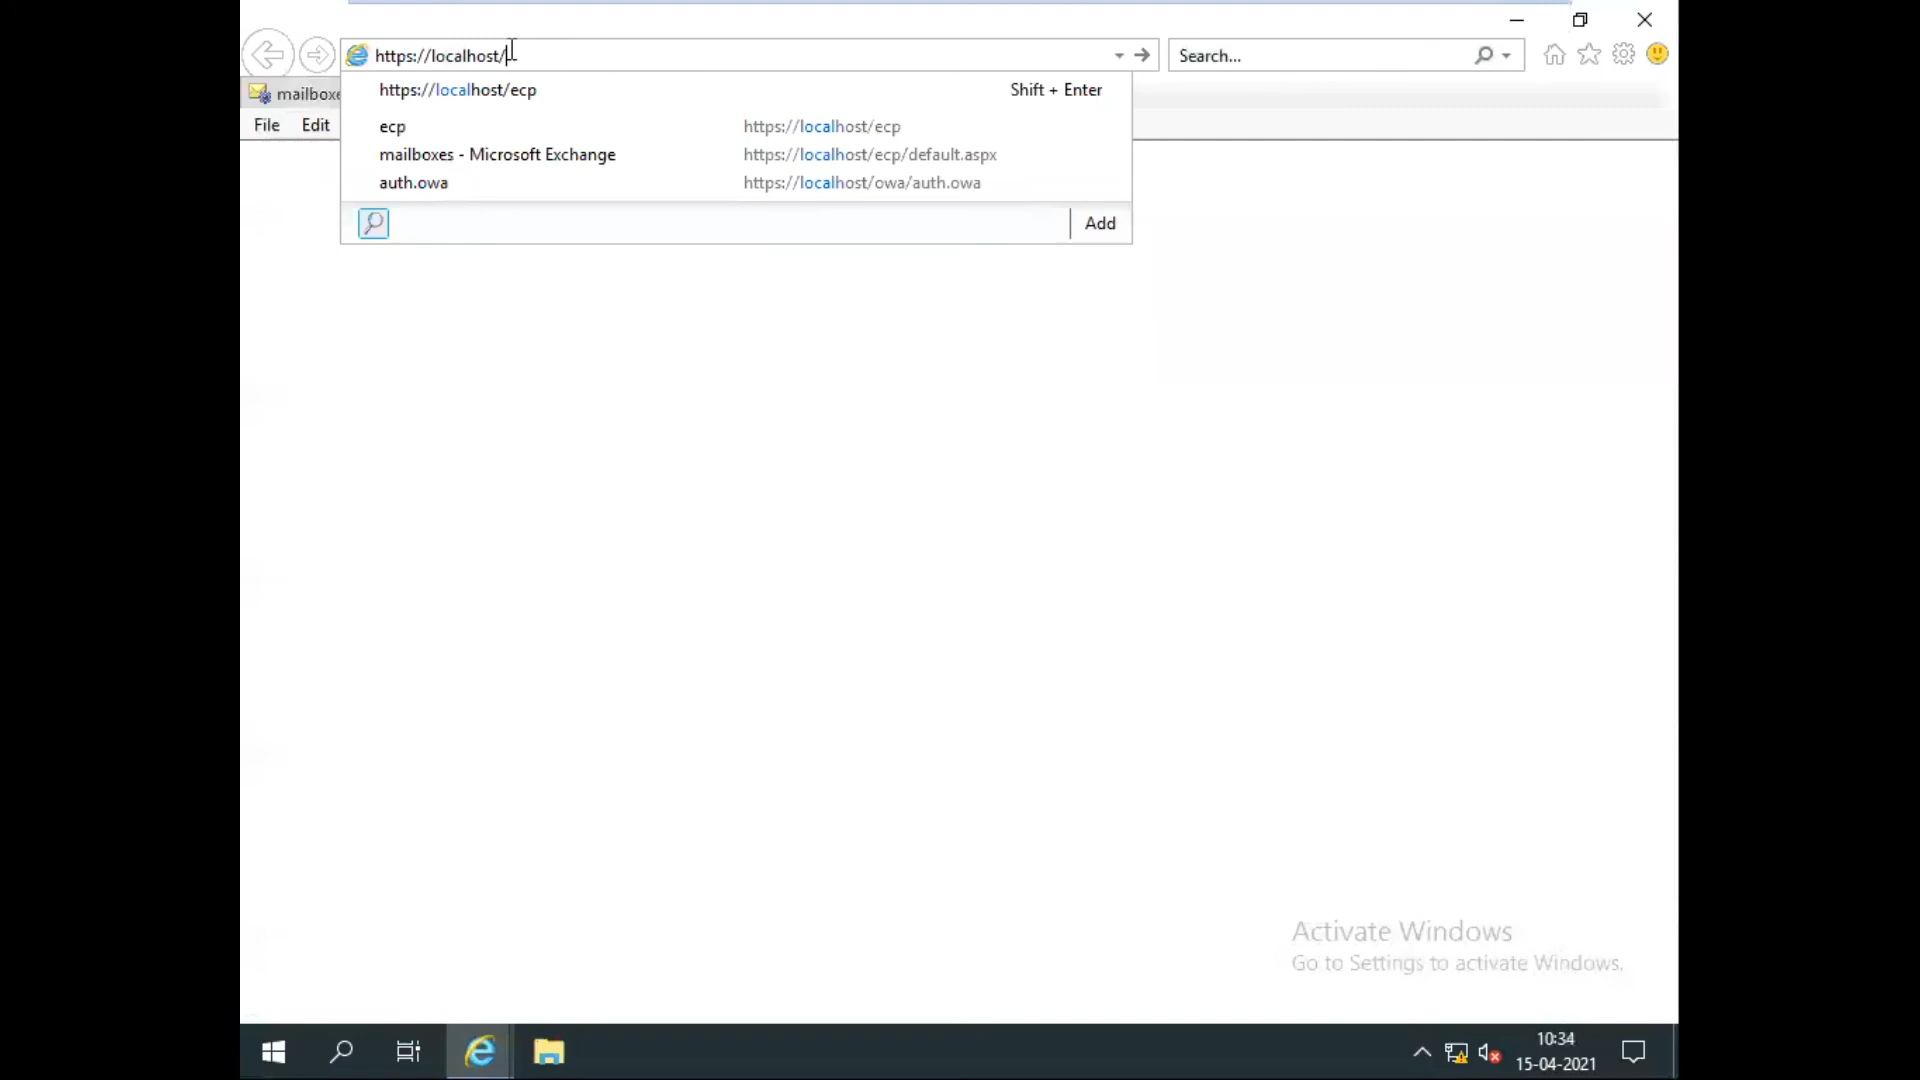 https://localhost/
Search...
https://localhost/ecp Shift + Enter
mailboxe
File Edit
ecp https://localhost/ecp
mailboxes - Microsoft Exchange https://localhost/ecp/default.aspx
auth.owa https://localhost/owa/auth.owa
Add
Activate Windows
Go to Settings to activate Windows.
10:34
15-04-2021